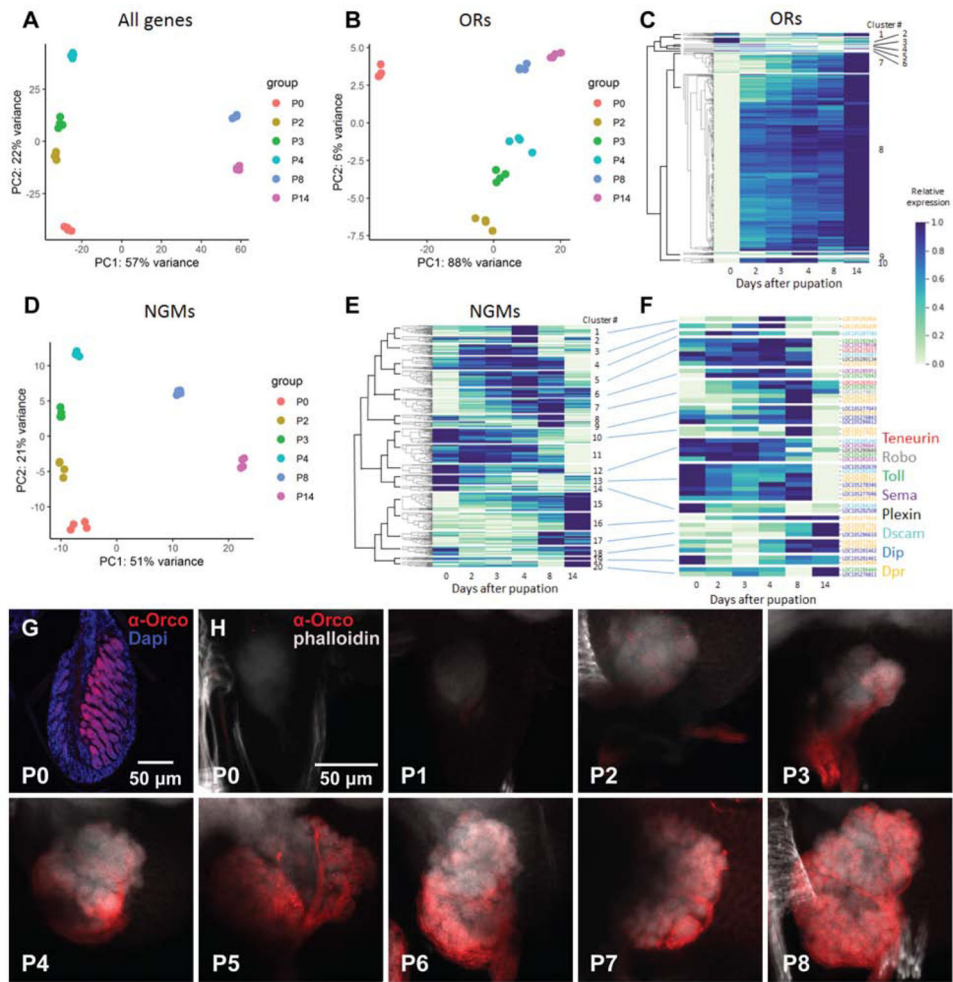 A
All genes
PC2: 22% variance
25
0
-25
-20
0
20
40
60
PC1: 57% variance
group
P0
P2
P3
P4
P8
P14
B
ORs
PC2: 6% variance
5.0
2.5
0.0
-2.5
-5.0
-7.5
0
20
PC1: 88% variance
group
P0
P2
P3
P4
P8
P14
C
ORs
Cluster #
1
2
3
4
5
6
7
8
9
10
0 2 3 4 8 14
Days after pupation
Relative
expression
1.0
0.8
0.6
0.4
0.2
0.0
D
NGMs
PC2: 21% variance
10
5
0
-5
-10
-10
0
10
20
PC1: 51% variance
group
P0
P2
P3
P4
P8
P14
E
NGMs
Cluster #
1
2
3
4
5
6
7
8
9
10
11
12
13
14
15
16
17
18
19
20
0 2 3 4 8 14
Days after pupation
F
Teneurin
Robo
Toll
Sema
Plexin
Dscam
Dip
Dpr
0 2 3 4 8 14
Days after pupation
G
α-Orco
Dapi
P0
50 µm
H
α-Orco
phalloidin
P0
50 µm
P1
P2
P3
P4
P5
P6
P7
P8